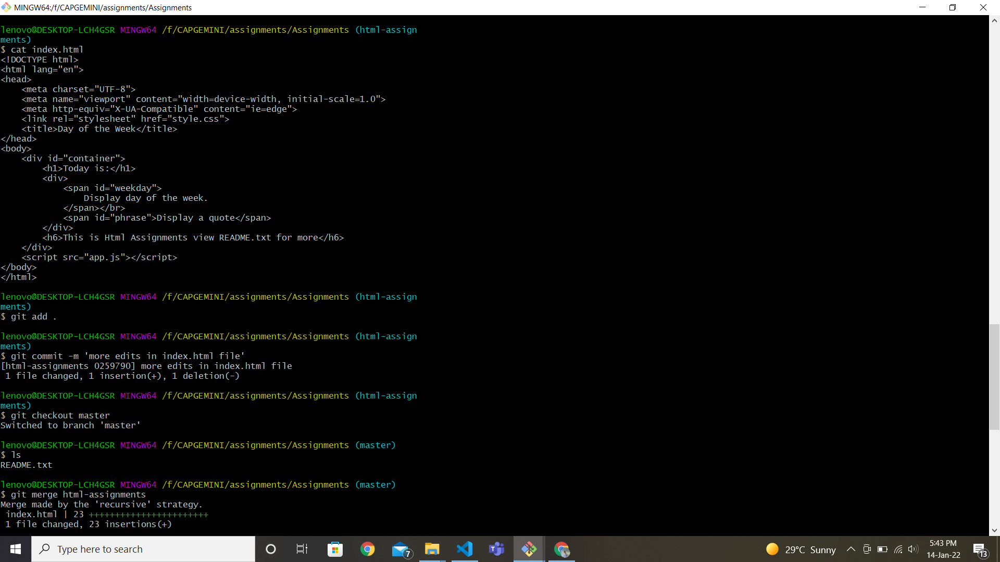 MINGW64:/f/CAPGEMINI/assignments/Assignments
lenovo@DESKTOP-LCH4GSR MINGW64 /f/CAPGEMINI/assignments/Assignments (html-assign
ments)
$ cat index.html
<!DOCTYPE html>
<html lang="en">
<head>
    <meta charset="UTF-8">
    <meta name="viewport" content="width=device-width, initial-scale=1.0">
    <meta http-equiv="X-UA-Compatible" content="ie=edge">
    <link rel="stylesheet" href="style.css">
    <title>Day of the Week</title>
</head>
<body>
    <div id="container">
        <h1>Today is:</h1>
        <div>
            <span id="weekday">
                Display day of the week.
            </span></br>
            <span id="phrase">Display a quote</span>
        </div>
        <h6>This is Html Assignments view README.txt for more</h6>
    </div>
    <script src="app.js"></script>
</body>
</html>
lenovo@DESKTOP-LCH4GSR MINGW64 /f/CAPGEMINI/assignments/Assignments (html-assign
ments)
$ git add .
lenovo@DESKTOP-LCH4GSR MINGW64 /f/CAPGEMINI/assignments/Assignments (html-assign
ments)
$ git commit -m 'more edits in index.html file'
[html-assignments 0259790] more edits in index.html file
 1 file changed, 1 insertion(+), 1 deletion(-)
lenovo@DESKTOP-LCH4GSR MINGW64 /f/CAPGEMINI/assignments/Assignments (html-assign
ments)
$ git checkout master
Switched to branch 'master'
lenovo@DESKTOP-LCH4GSR MINGW64 /f/CAPGEMINI/assignments/Assignments (master)
$ ls
README.txt
lenovo@DESKTOP-LCH4GSR MINGW64 /f/CAPGEMINI/assignments/Assignments (master)
$ git merge html-assignments
Merge made by the 'recursive' strategy.
 index.html | 23 +++++++++++++++++++++++
 1 file changed, 23 insertions(+)
Type here to search
7
29°C Sunny
5:43 PM
14-Jan-22
13